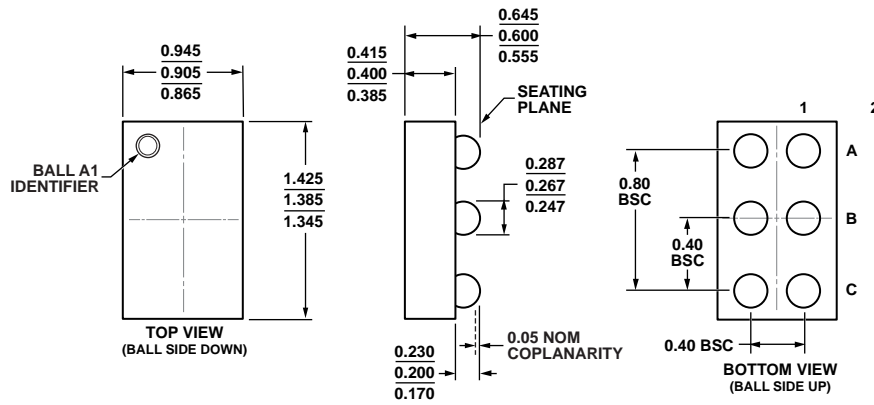 0.945
0.905
0.865
BALL A1
IDENTIFIER
1.425
1.385
1.345
TOP VIEW
(BALL SIDE DOWN)
0.645
0.600
0.555
0.415
0.400
0.385
SEATING
PLANE
0.287
0.267
0.247
0.230
0.200
0.170
0.05 NOM
COPLANARITY
1 2
A
B
C
0.80
BSC
0.40
BSC
0.40 BSC
BOTTOM VIEW
(BALL SIDE UP)